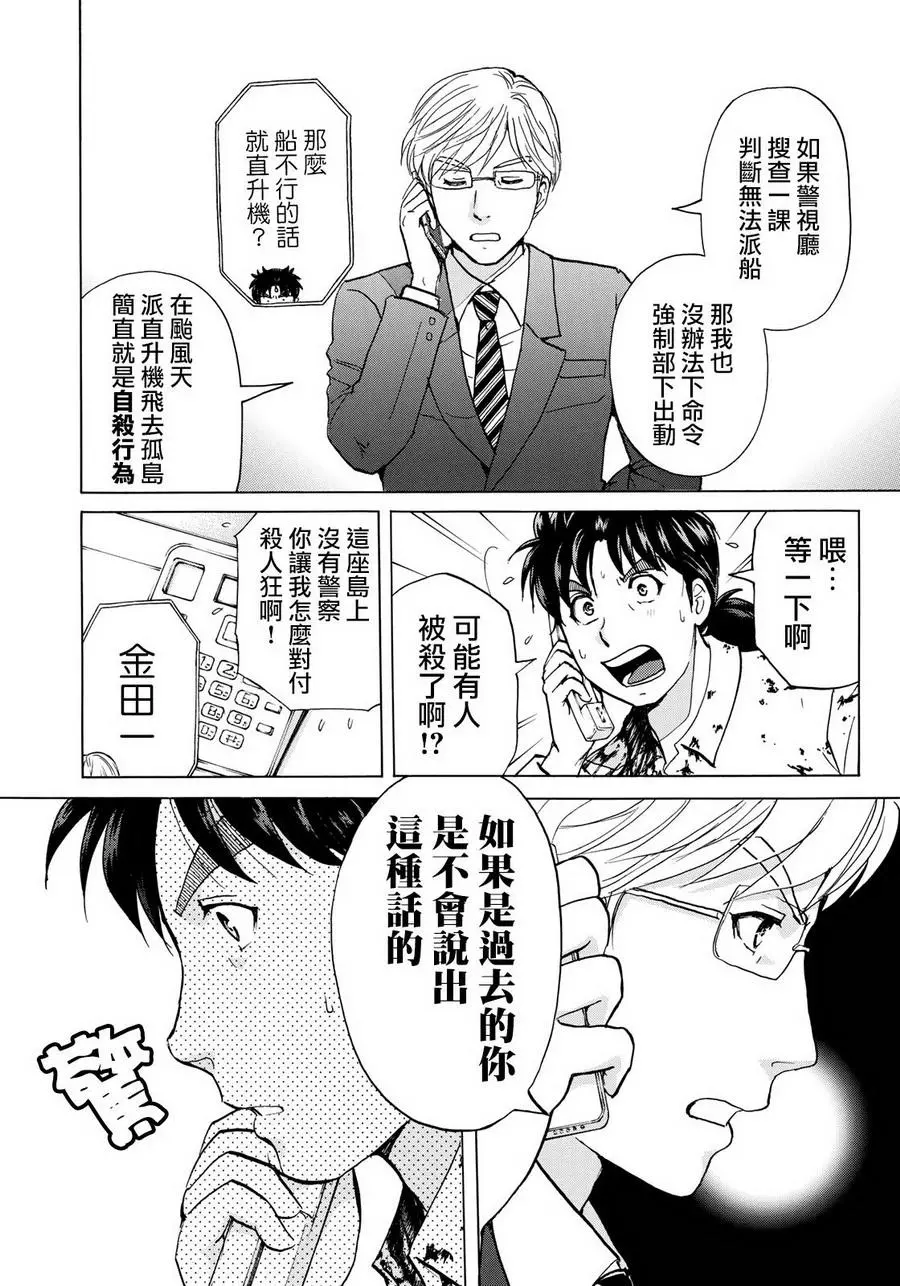 如果警視廳
搜查一課
判斷無法派船
那我也
沒辦法下命令
強制部下出動
那麼
船不行的話
就直升機？
在颱風天
派直升機飛去孤島
簡直就是自殺行為
喂…
等一下啊
可能有人
被殺了啊!?
這座島上
沒有警察
你讓我怎麼對付
殺人狂啊！
金田一
如果是過去的你
是不會說出
這種話的
驚